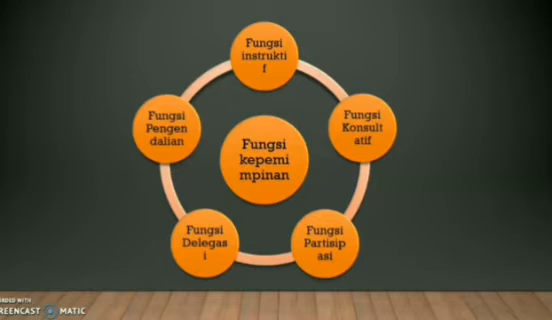 Fungsi
instrukti
f
Fungsi
Konsult
atif
Fungsi
Partisip
asi
Fungsi
Delegas
i
Fungsi
Pengen
dalian
Fungsi
kepemi
mpinan
RDED WITH
REENCAST MATIC